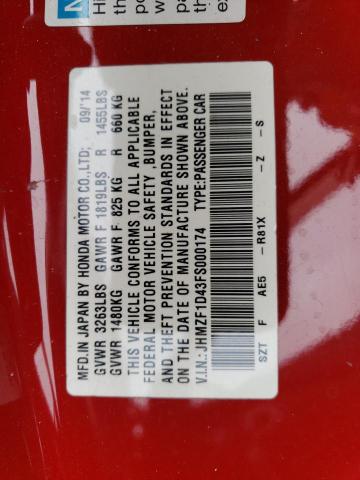 MFD.IN JAPAN BY HONDA MOTOR CO.,LTD; 09/'14
GVWR 3263LBS GAWR F 1819LBS R 1455LBS
GVWR 1480KG GAWR F 825 KG R 660 KG
THIS VEHICLE CONFORMS TO ALL APPLICABLE
FEDERAL MOTOR VEHICLE SAFETY ,BUMPER,
AND THEFT PREVENTION STANDARDS IN EFFECT
ON THE DATE OF MANUFACTURE SHOWN ABOVE.
V.I.N.:JHMZF1D43FS000174 TYPE:PASSENGER CAR
SZT F AE5 - R81X - Z - S